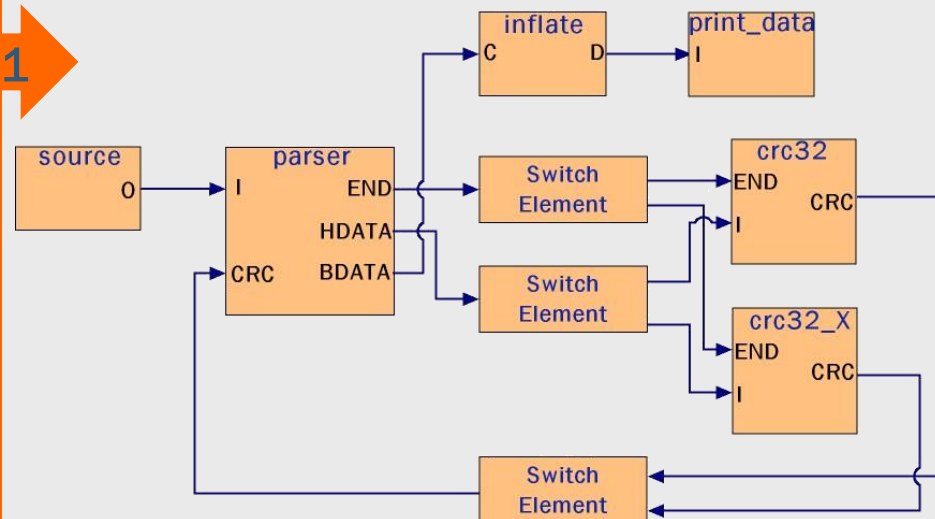 1
inflate
C
D
print_data
I
source
O
parser
I
END
HDATA
CRC
BDATA
Switch
Element
Switch
Element
crc32
END
CRC
I
crc32_X
END
CRC
I
Switch
Element